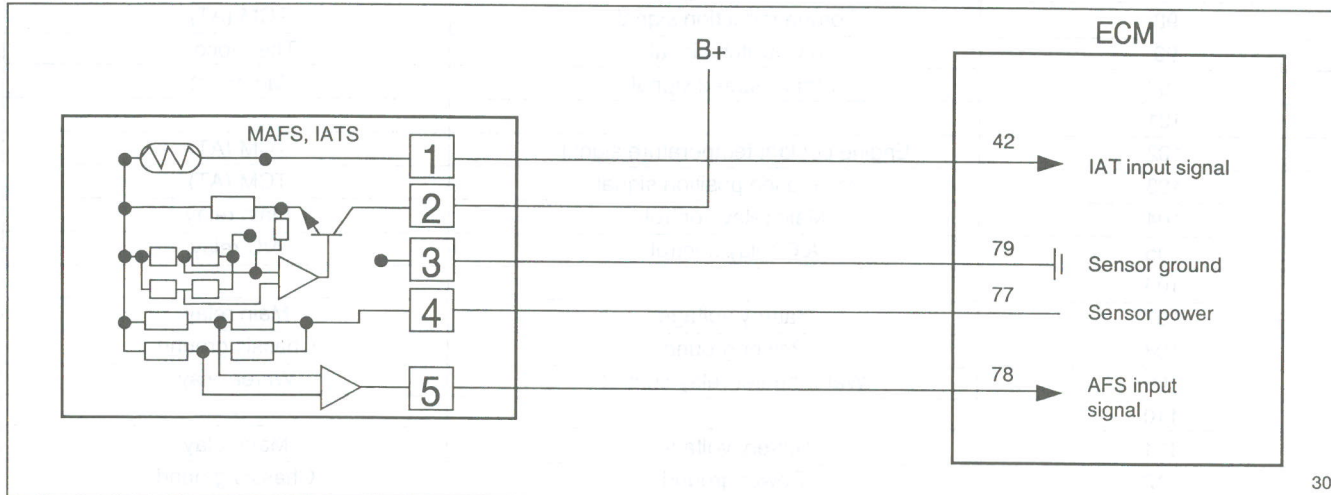 ECM
B+
MAFS, IATS
1
42
IAT input signal
2
3
79
Sensor ground
77
4
Sensor power
78
5
AFS input
signal
30